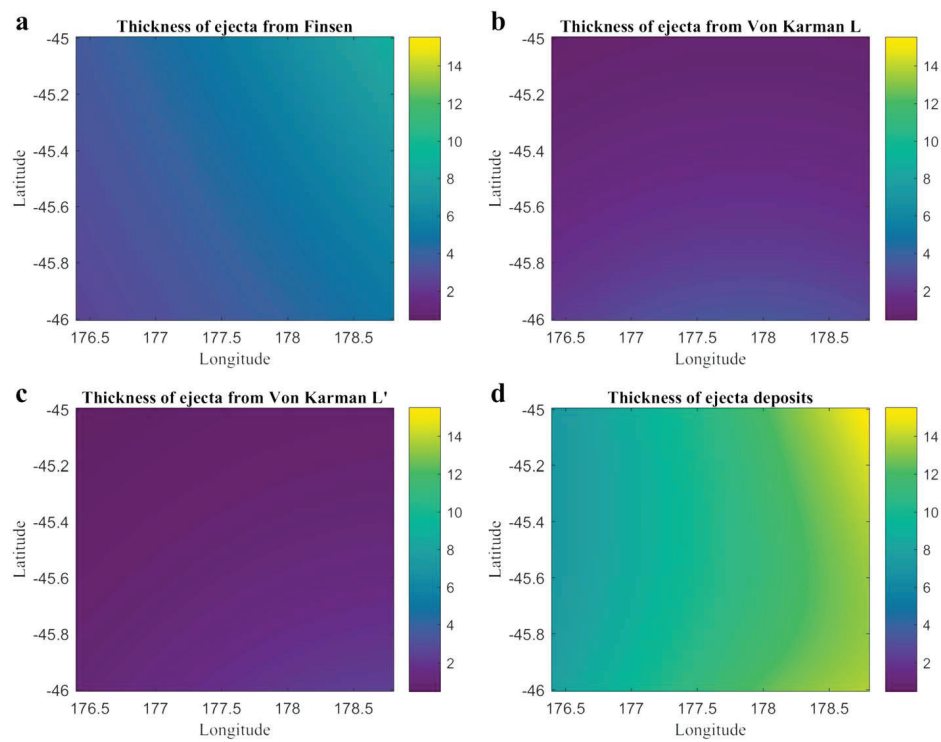 a
Thickness of ejecta from Finsen
-45
-45.2
-45.4
-45.6
-45.8
-46
Latitude
176.5 177 177.5 178 178.5
Longitude
14
12
10
8
6
4
2
b
Thickness of ejecta from Von Karman L
-45
-45.2
-45.4
-45.6
-45.8
-46
Latitude
176.5 177 177.5 178 178.5
Longitude
14
12
10
8
6
4
2
c
Thickness of ejecta from Von Karman L'
-45
-45.2
-45.4
-45.6
-45.8
-46
Latitude
176.5 177 177.5 178 178.5
Longitude
14
12
10
8
6
4
2
d
Thickness of ejecta deposits
-45
-45.2
-45.4
-45.6
-45.8
-46
Latitude
176.5 177 177.5 178 178.5
Longitude
14
12
10
8
6
4
2